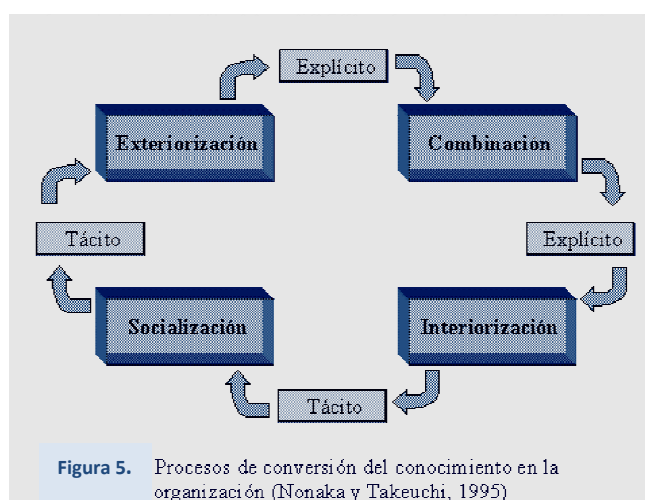 Explícito
Exteriorización
Combinacion
Tácito
Explícito
Socialización
Interiorización
Tácito
Figura 5. Procesos de conversión del conocimiento en la
organización (Nonaka y Takeuchi, 1995)